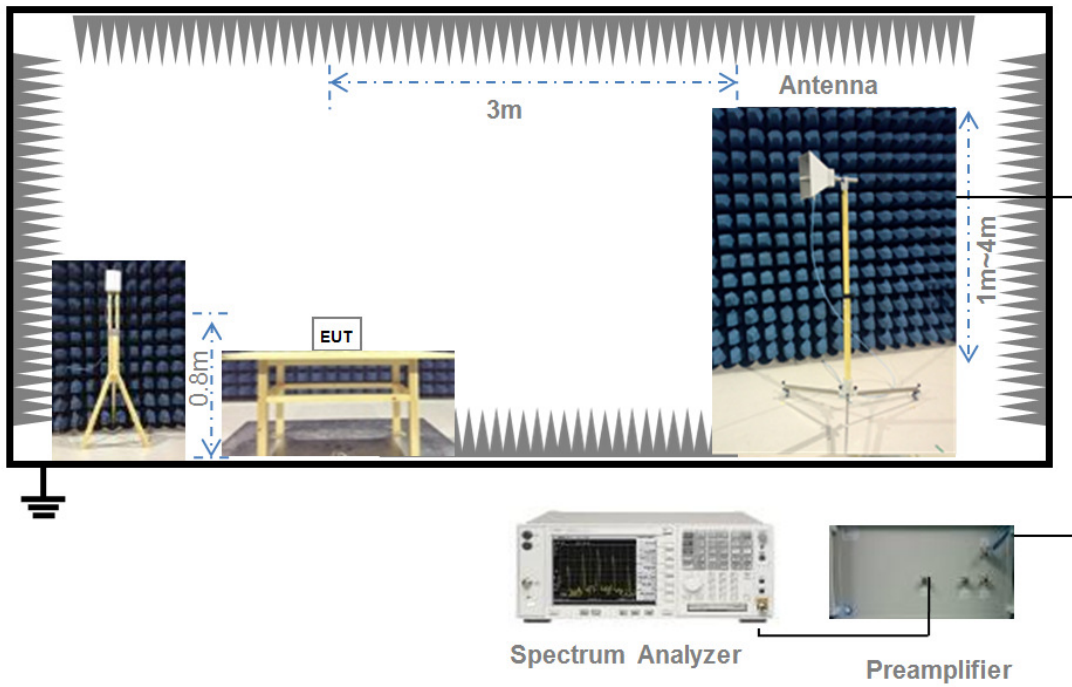 Antenna
3m
1m~4m
EUT
0.8m
Spectrum Analyzer
Preamplifier